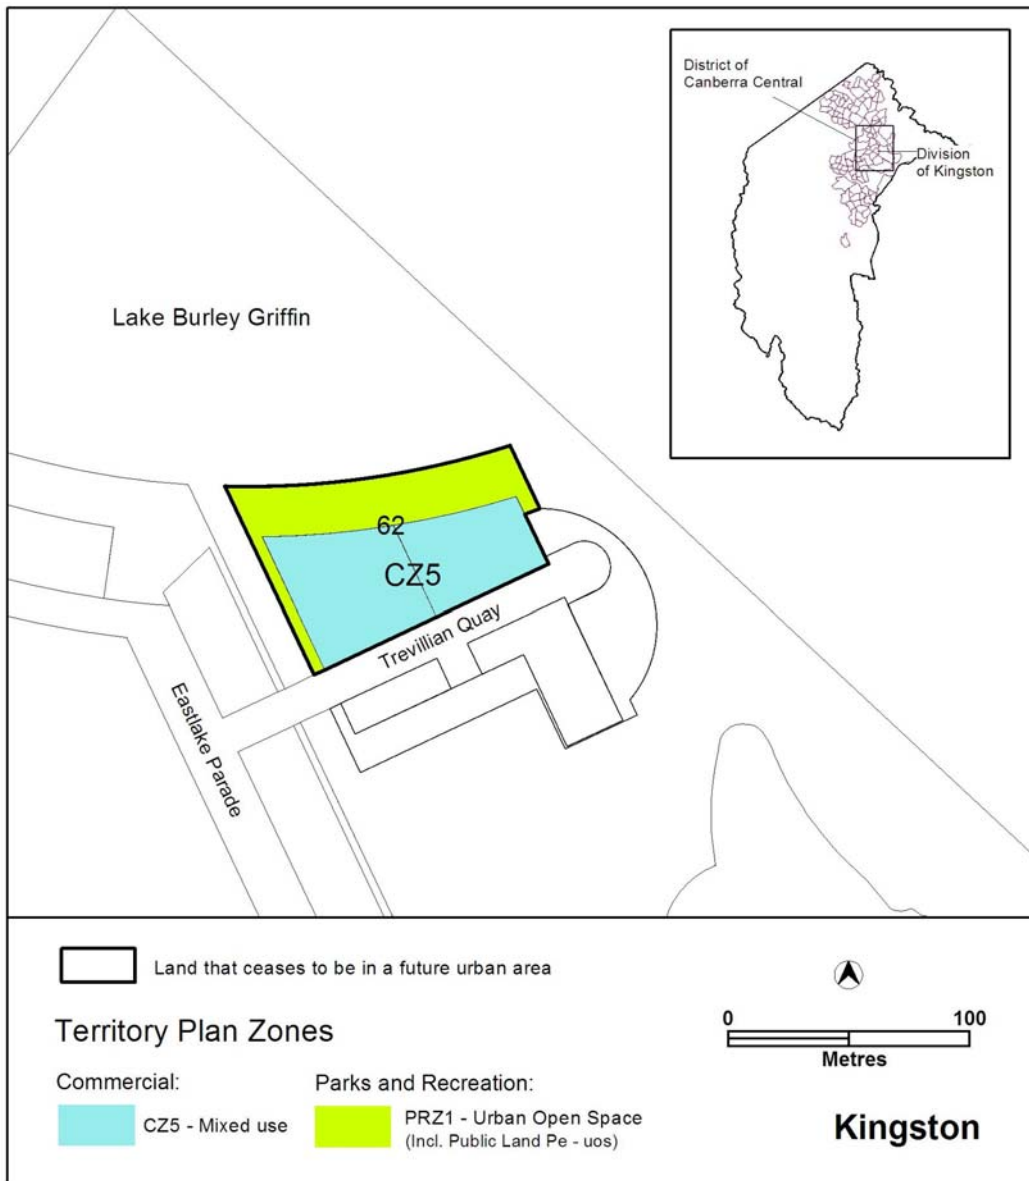 District of
Canberra Central
Division
of Kingston
Lake Burley Griffin
62
CZ5
Trevillian Quay
Eastlake Parade
Land that ceases to be in a future urban area
0 100
Metres
Territory Plan Zones
Commercial:
CZ5 - Mixed use
Parks and Recreation:
PRZ1 - Urban Open Space
(Incl. Public Land Pe - uos)
Kingston